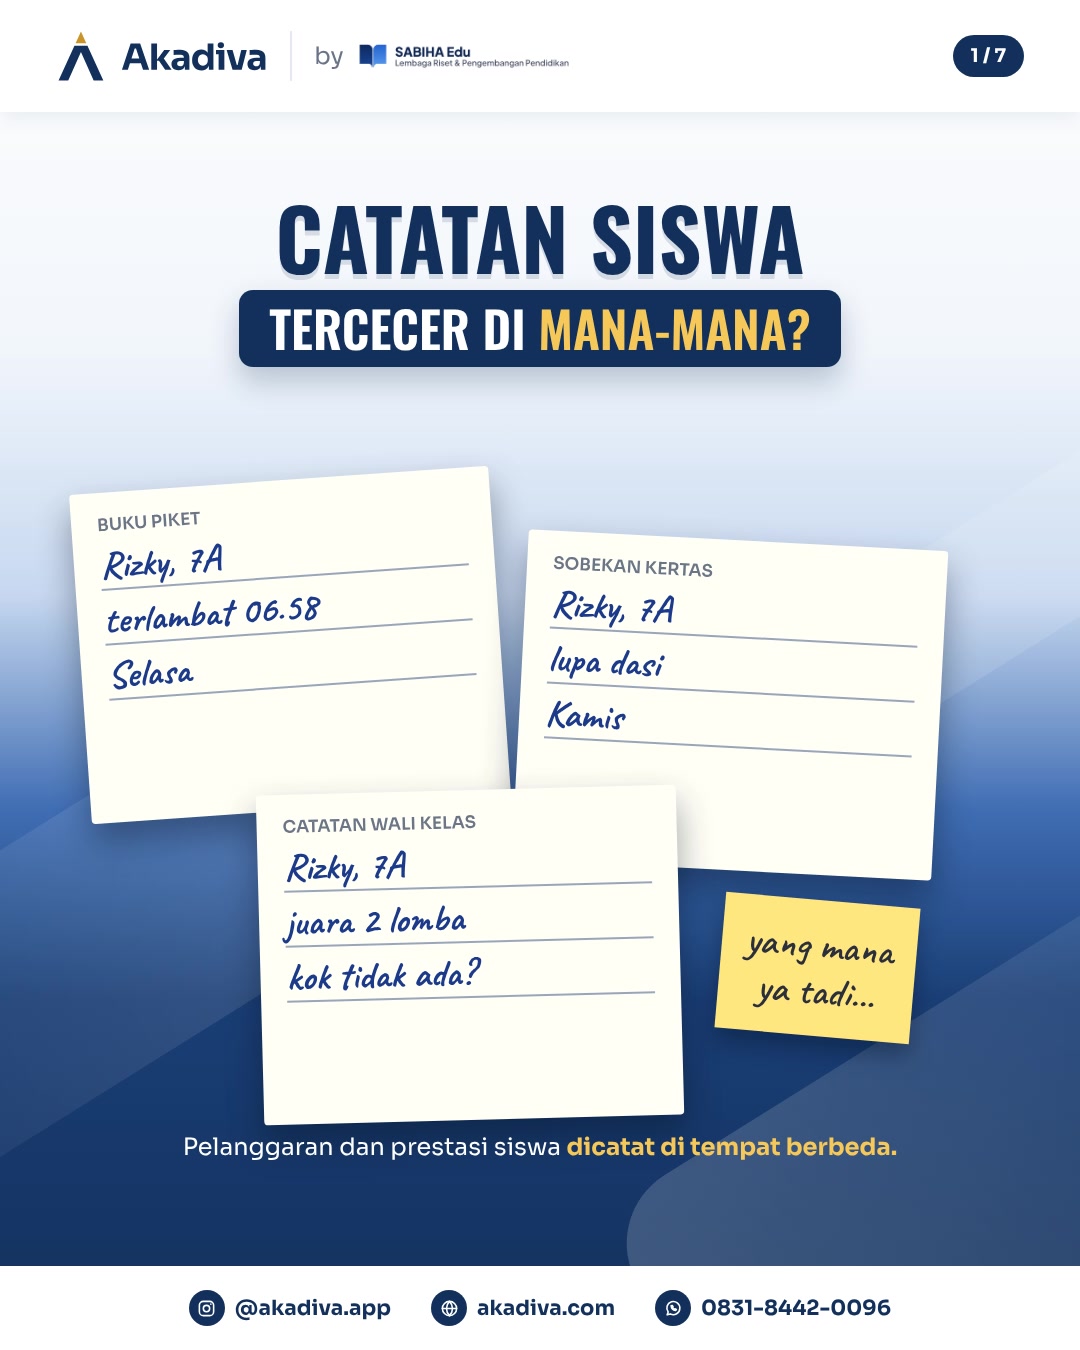 Akadiva
by
SABIHA Edu
Lembaga Riset & Pengembangan Pendidikan
1 / 7
CATATAN SISWA
TERCECER DI MANA-MANA?
BUKU PIKET
Rizky, 7A
terlambat 06.58
Selasa
SOBEKAN KERTAS
Rizky, 7A
lupa dasi
Kamis
CATATAN WALI KELAS
Rizky, 7A
juara 2 lomba
kok tidak ada?
yang mana
ya tadi...
Pelanggaran dan prestasi siswa dicatat di tempat berbeda.
@akadiva.app
akadiva.com
0831-8442-0096